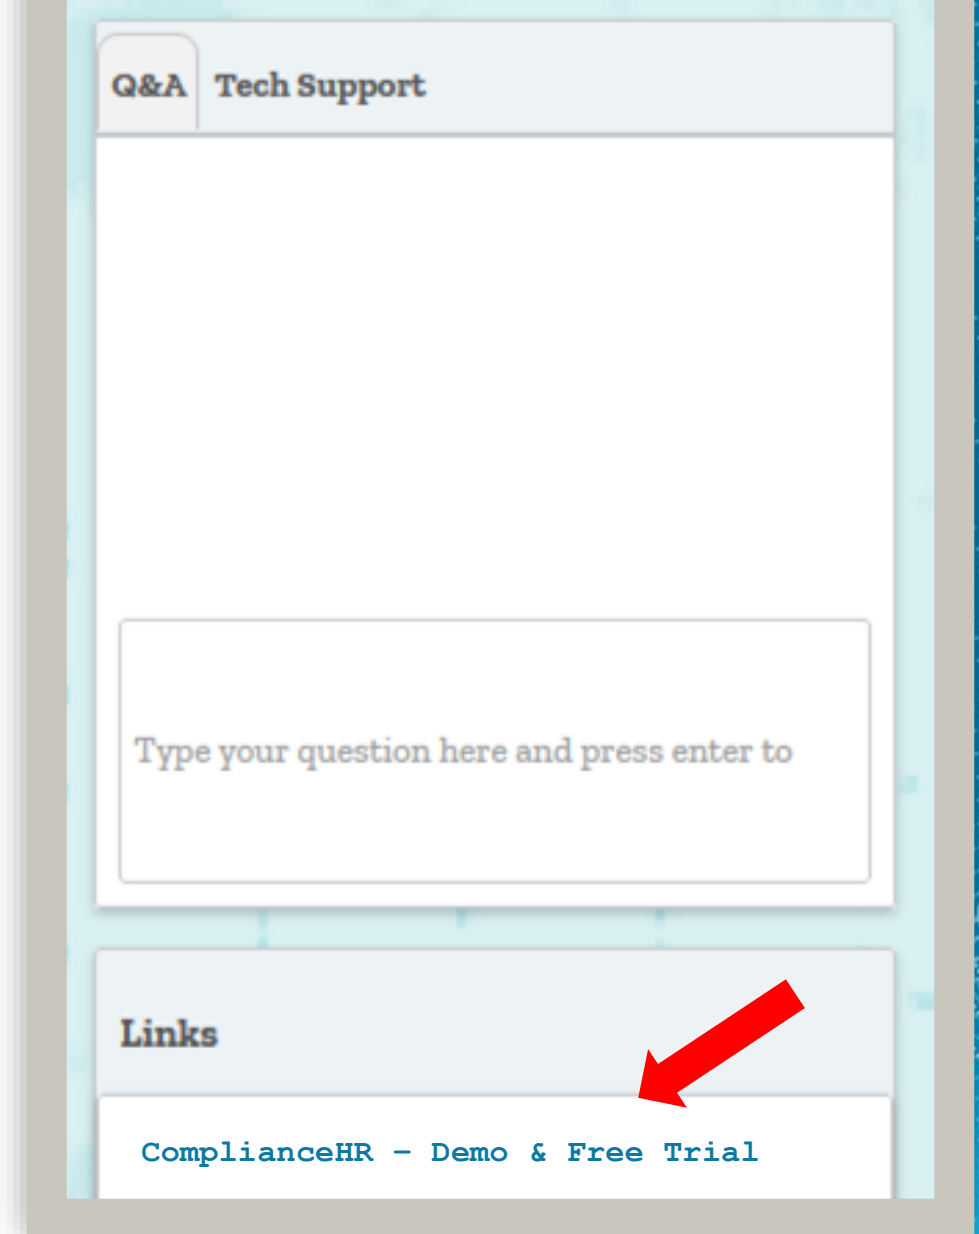 Q&A Tech Support
Type your question here and press enter to
Links
ComplianceHR – Demo & Free Trial